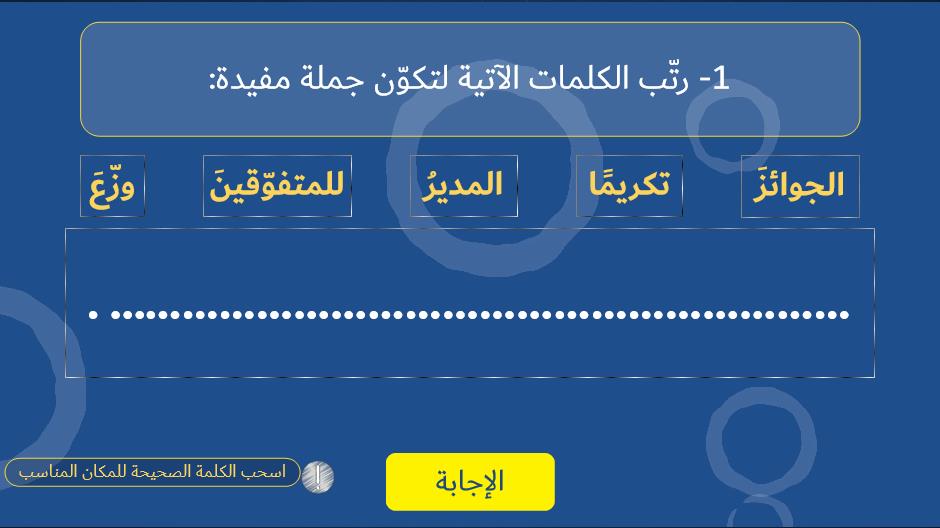 1- رتّب الكلمات الآتية لتكوّن جملة مفيدة:
الجوائزَ تكريمًا المديرُ للمتفوّقينَ وزّعَ
................................................................ .
الإجابة
! اسحب الكلمة الصحيحة للمكان المناسب